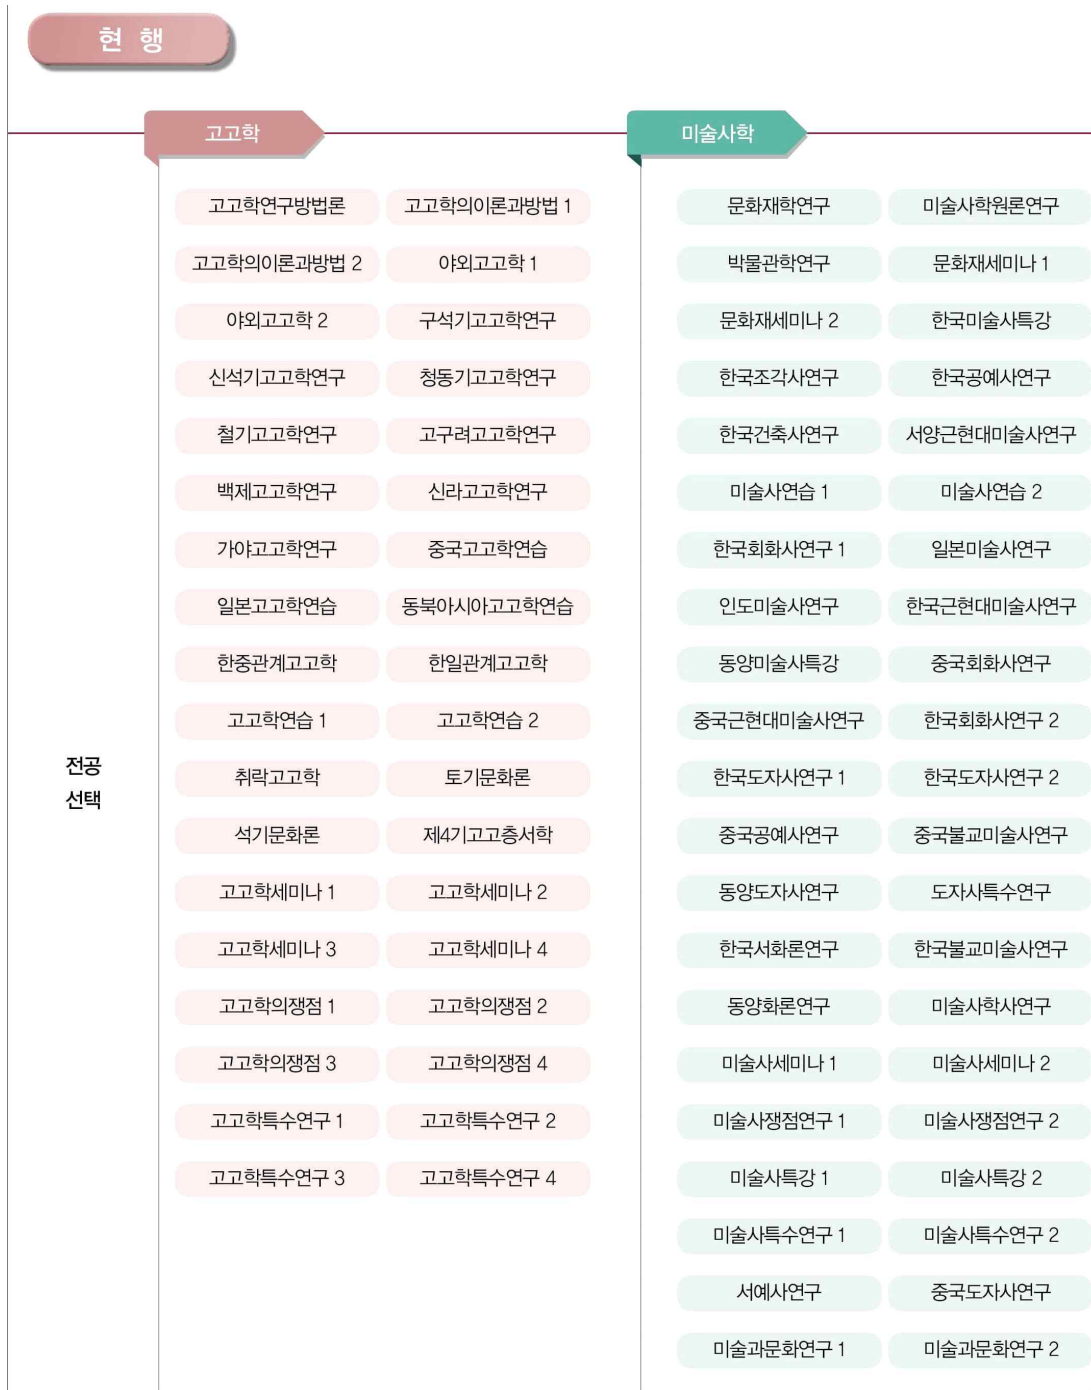 현 행
고고학 미술사학
고고학연구방법론 고고학의이론과방법 1 문화재학연구 미술사학원론연구
고고학의이론과방법 2 야외고고학 1 박물관학연구 문화재세미나 1
야외고고학 2 구석기고고학연구 문화재세미나 2 한국미술사특강
신석기고고학연구 청동기고고학연구 한국조각사연구 한국공예사연구
철기고고학연구 고구려고고학연구 한국건축사연구 서양근현대미술사연구
백제고고학연구 신라고고학연구 미술사연습 1 미술사연습 2
가야고고학연구 중국고고학연습 한국회화사연구 1 일본미술사연구
일본고고학연습 동북아시아고고학연습 인도미술사연구 한국근현대미술사연구
한중관계고고학 한일관계고고학 동양미술사특강 중국회화사연구
고고학연습 1 고고학연습 2 중국근현대미술사연구 한국회화사연구 2
전공
선택
취락고고학 토기문화론 한국도자사연구 1 한국도자사연구 2
석기문화론 제4기고고층서학 중국공예사연구 중국불교미술사연구
고고학세미나 1 고고학세미나 2 동양도자사연구 도자사특수연구
고고학세미나 3 고고학세미나 4 한국서화론연구 한국불교미술사연구
고고학의쟁점 1 고고학의쟁점 2 동양화론연구 미술사학사연구
고고학의쟁점 3 고고학의쟁점 4 미술사세미나 1 미술사세미나 2
고고학특수연구 1 고고학특수연구 2 미술사쟁점연구 1 미술사쟁점연구 2
고고학특수연구 3 고고학특수연구 4 미술사특강 1 미술사특강 2
미술사특수연구 1 미술사특수연구 2
서예사연구 중국도자사연구
미술과문화연구 1 미술과문화연구 2